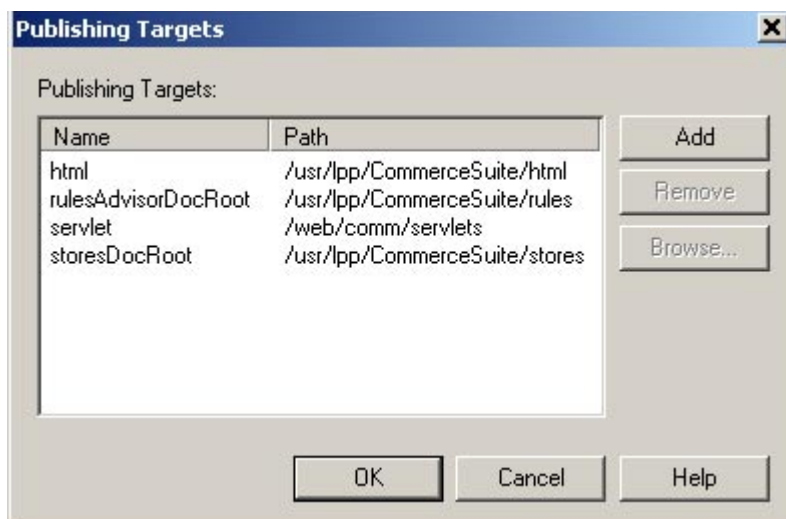 Publishing Targets
Publishing Targets:
Name Path Add
html /usr/lpp/CommerceSuite/html
rulesAdvisorDocRoot /usr/lpp/CommerceSuite/rules Remove
servlet /web/comm/servlets
storesDocRoot /usr/lpp/CommerceSuite/stores Browse...
OK Cancel Help